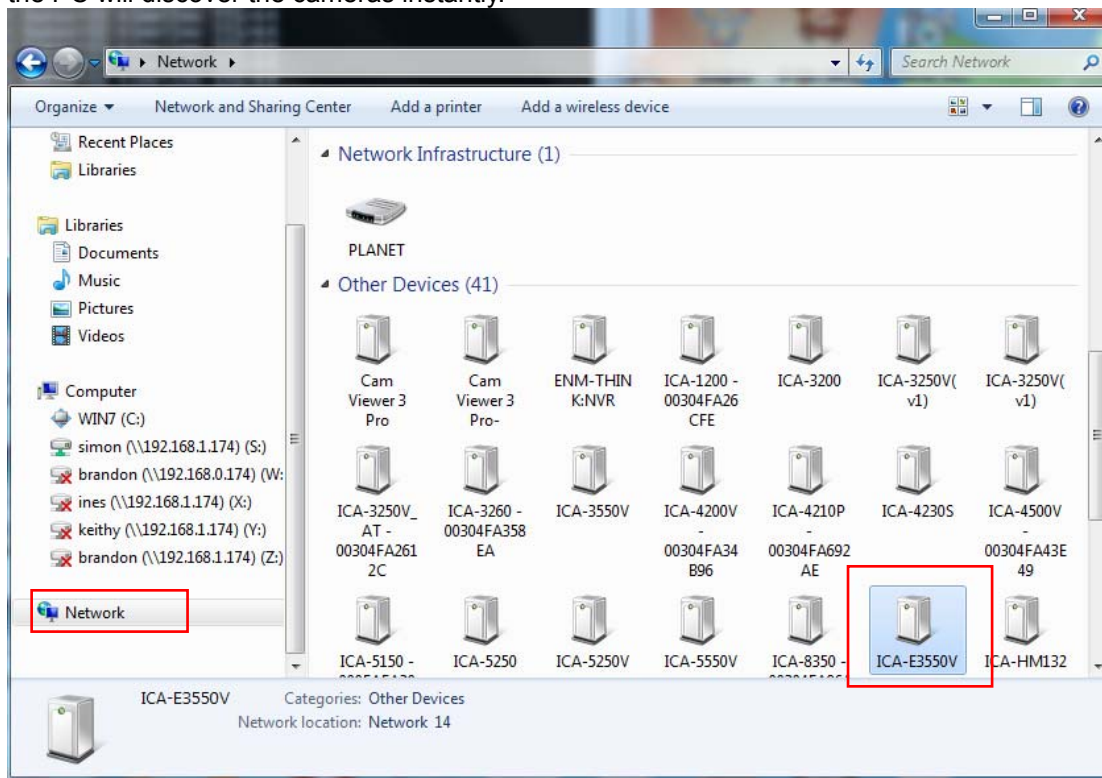 the PC will discover the cameras instantly.
Network
Search Network
Organize
Network and Sharing Center
Add a printer
Add a wireless device
Recent Places
Libraries
Libraries
Documents
Music
Pictures
Videos
Computer
WIN7 (C:)
simon (\\192.168.1.174) (S:)
brandon (\\192.168.0.174) (W:
ines (\\192.168.1.174) (X:)
keithy (\\192.168.1.174) (Y:)
brandon (\\192.168.1.174) (Z:)
Network
Network Infrastructure (1)
PLANET
Other Devices (41)
Cam
Viewer 3
Pro
Cam
Viewer 3
Pro-
ENM-THIN
K:NVR
ICA-1200 -
00304FA26
CFE
ICA-3200
ICA-3250V(
v1)
ICA-3250V(
v1)
ICA-3250V_
AT -
00304FA261
2C
ICA-3260 -
00304FA358
EA
ICA-3550V
ICA-4200V
-
00304FA34
B96
ICA-4210P
-
00304FA692
AE
ICA-4230S
ICA-4500V
-
00304FA43E
49
ICA-5150 -
ICA-5250
ICA-5250V
ICA-5550V
ICA-8350 -
ICA-E3550V
ICA-HM132
ICA-E3550V
Categories: Other Devices
Network location: Network 14